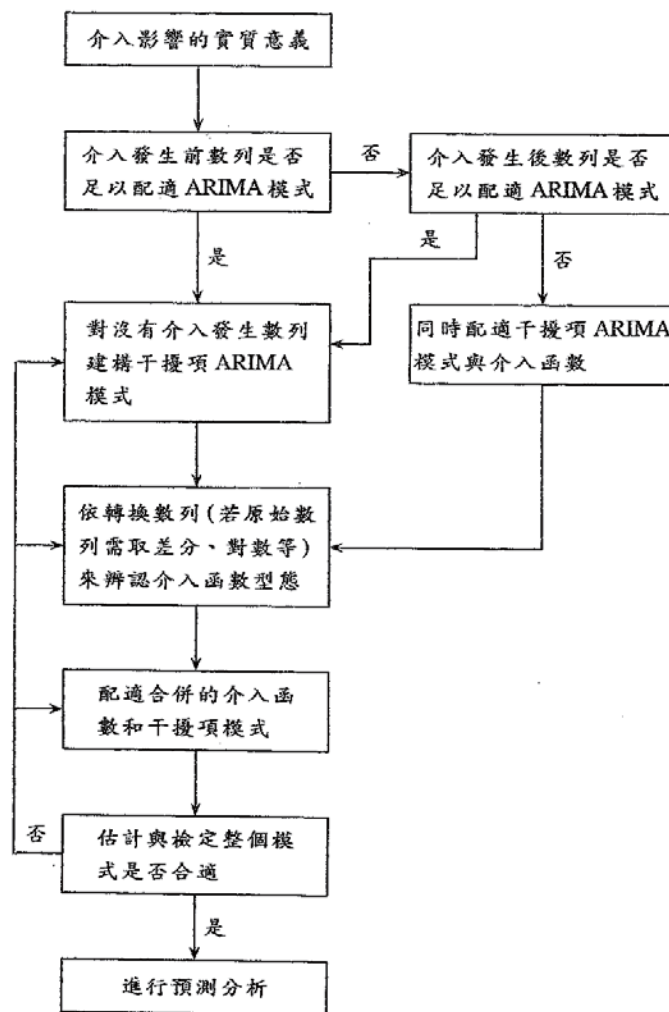 介入影響的實質意義
介入發生前數列是否
足以配適 ARIMA 模式
否
介入發生後數列是否
足以配適 ARIMA 模式
是
是
否
對沒有介入發生數列
建構干擾項 ARIMA
模式
同時配適干擾項 ARIMA
模式與介入函數
依轉換數列(若原始數
列需取差分、對數等)
來辨認介入函數型態
配適合併的介入函
數和干擾項模式
否
估計與檢定整個模
式是否合適
是
進行預測分析